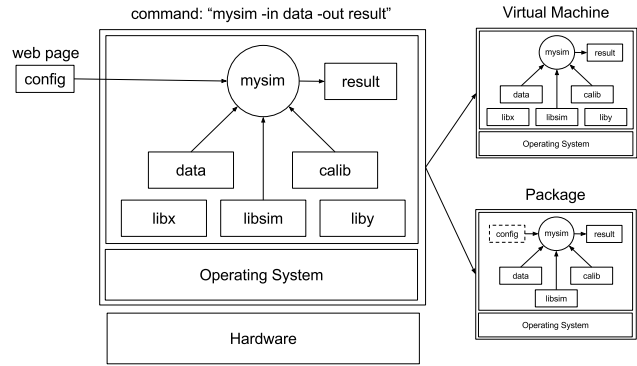 command: “mysim -in data -out result”
web page
config
mysim
result
data
calib
libx
libsim
liby
Operating System
Hardware
Virtual Machine
mysim
result
data
calib
libx
libsim
liby
Operating System
Package
config
mysim
result
data
calib
libsim
Operating System